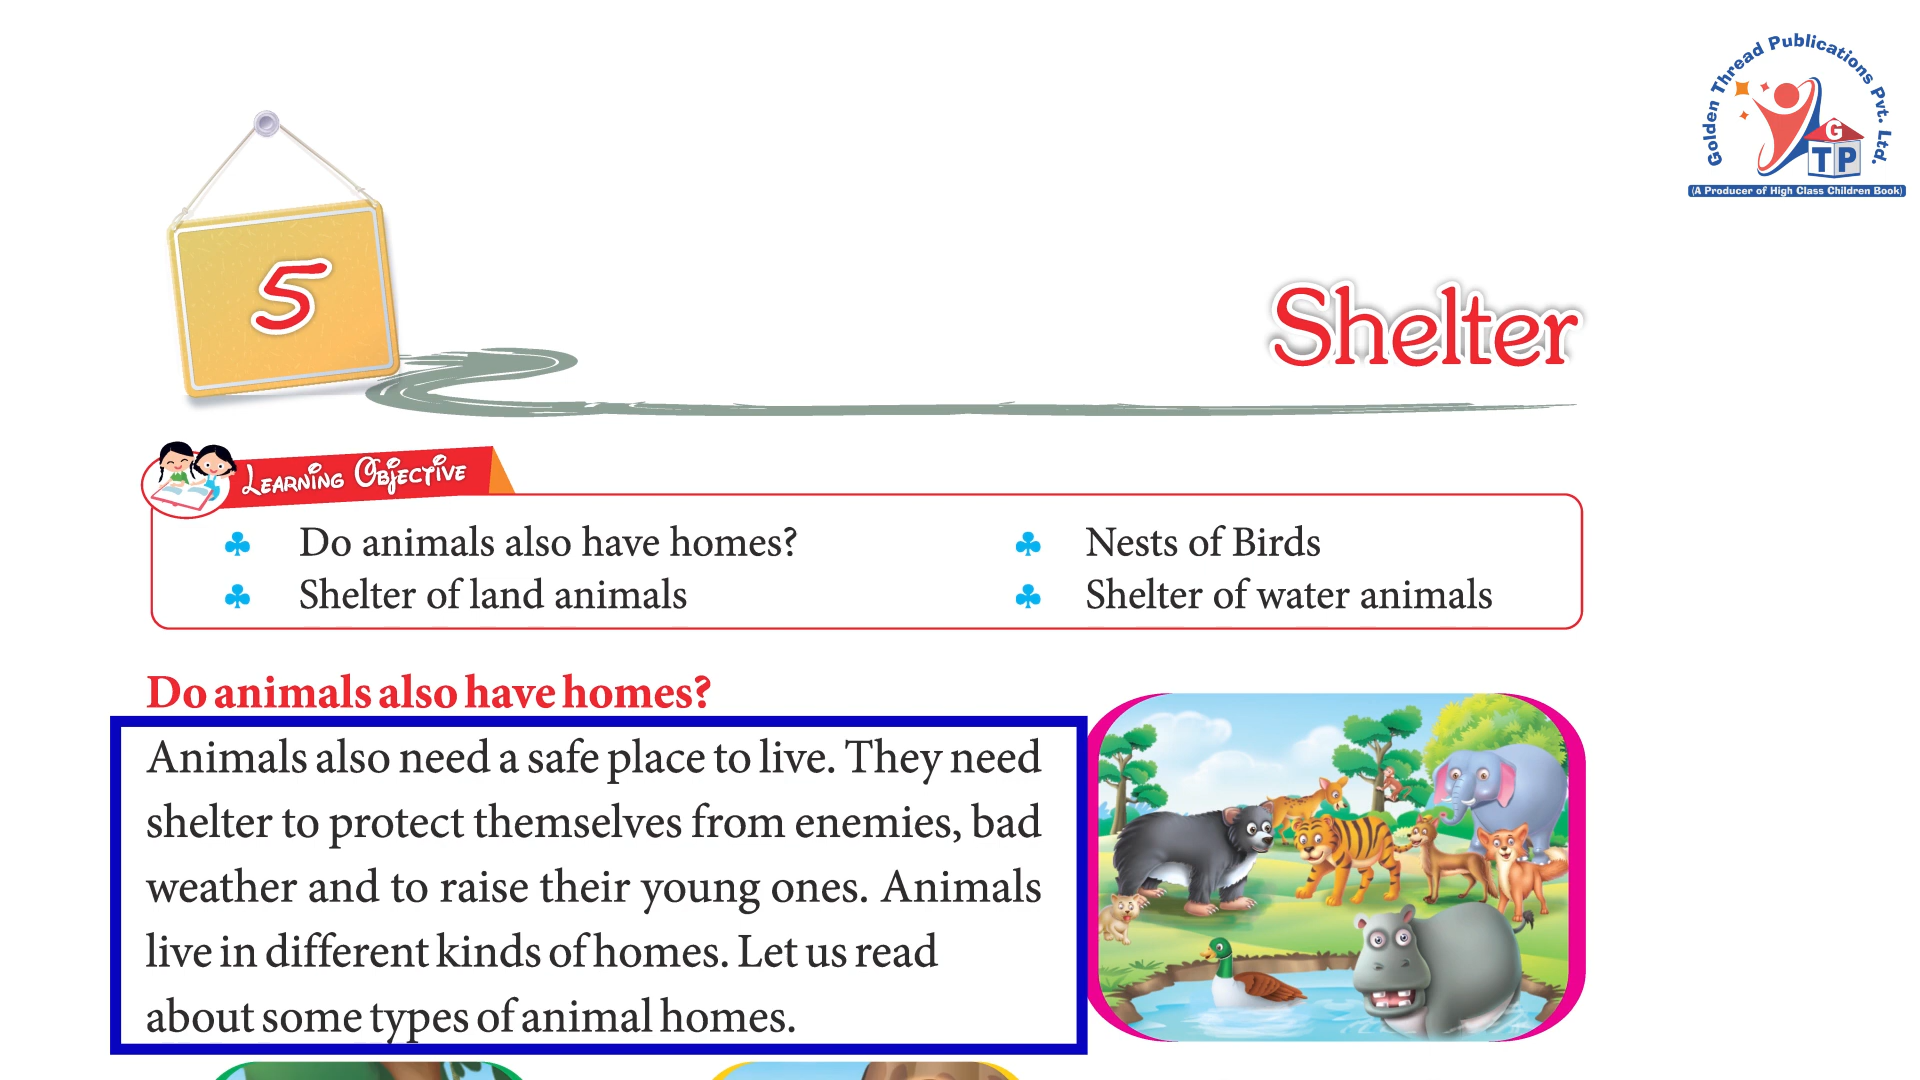 Golden Thread Publications Pvt. Ltd.
G
T P
(A Producer of High Class Children Book)
5
Shelter
Learning Objective
Do animals also have homes?
Nests of Birds
Shelter of land animals
Shelter of water animals
Do animals also have homes?
Animals also need a safe place to live. They need
shelter to protect themselves from enemies, bad
weather and to raise their young ones. Animals
live in different kinds of homes. Let us read
about some types of animal homes.